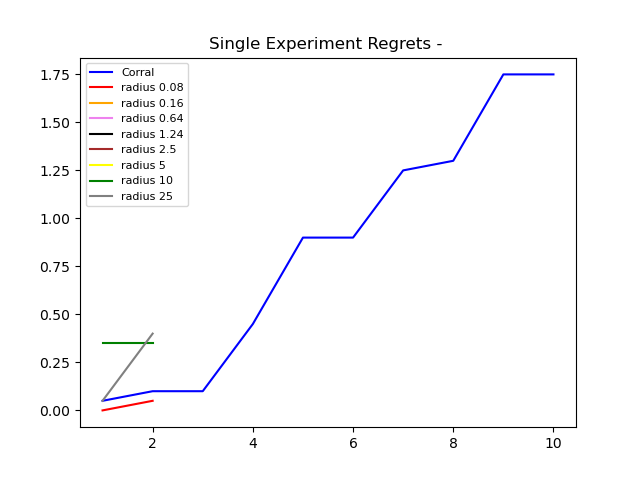 Single Experiment Regrets -
1.75
1.50
1.25
1.00
0.75
0.50
0.25
0.00
Corral
radius 0.08
radius 0.16
radius 0.64
radius 1.24
radius 2.5
radius 5
radius 10
radius 25
2 4 6 8 10